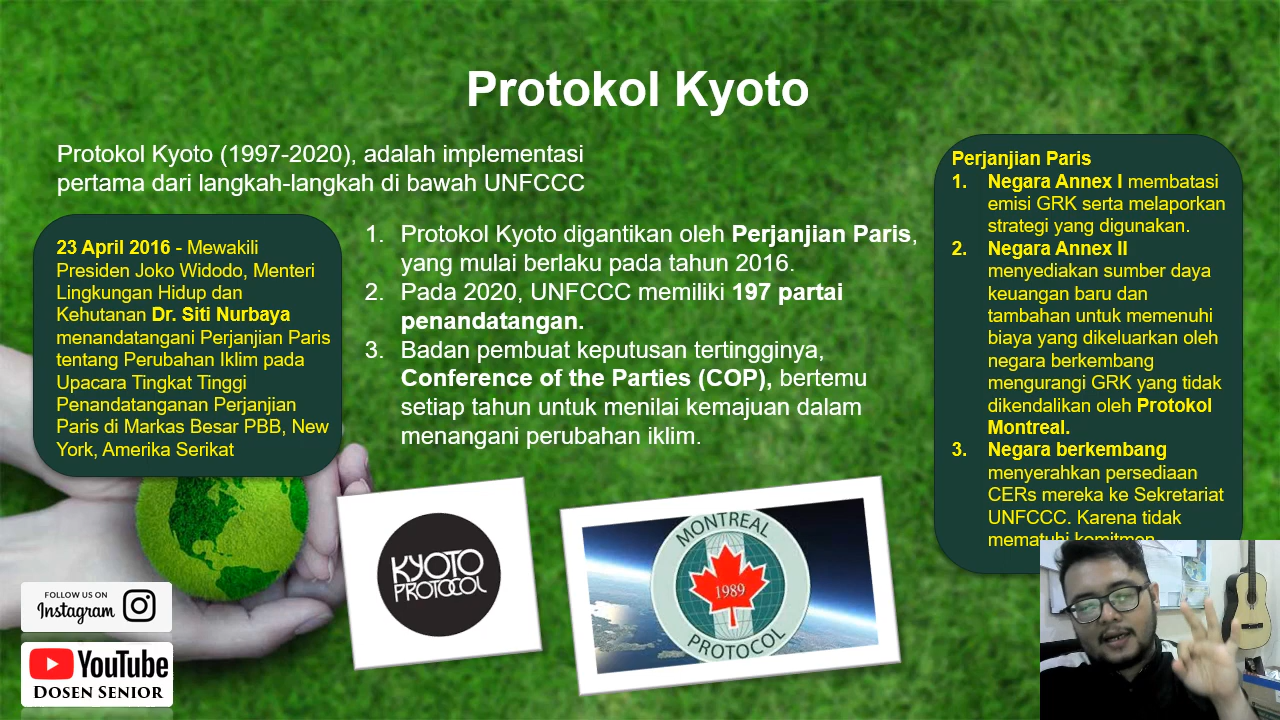 Protokol Kyoto
Protokol Kyoto (1997-2020), adalah implementasi
pertama dari langkah-langkah di bawah UNFCCC
23 April 2016 - Mewakili
Presiden Joko Widodo, Menteri
Lingkungan Hidup dan
Kehutanan Dr. Siti Nurbaya
menandatangani Perjanjian Paris
tentang Perubahan Iklim pada
Upacara Tingkat Tinggi
Penandatanganan Perjanjian
Paris di Markas Besar PBB, New
York, Amerika Serikat
1. Protokol Kyoto digantikan oleh Perjanjian Paris,
yang mulai berlaku pada tahun 2016.
2. Pada 2020, UNFCCC memiliki 197 partai
penandatangan.
3. Badan pembuat keputusan tertingginya,
Conference of the Parties (COP), bertemu
setiap tahun untuk menilai kemajuan dalam
menangani perubahan iklim.
Perjanjian Paris
1. Negara Annex I membatasi
emisi GRK serta melaporkan
strategi yang digunakan.
2. Negara Annex II
menyediakan sumber daya
keuangan baru dan
tambahan untuk memenuhi
biaya yang dikeluarkan oleh
negara berkembang
mengurangi GRK yang tidak
dikendalikan oleh Protokol
Montreal.
3. Negara berkembang
menyerahkan persediaan
CERs mereka ke Sekretariat
UNFCCC. Karena tidak
mematuhi komitmen
KYOTO
PROTOCOL
MONTREAL
1989
PROTOCOL
FOLLOW US ON
Instagram
YouTube
DOSEN SENIOR